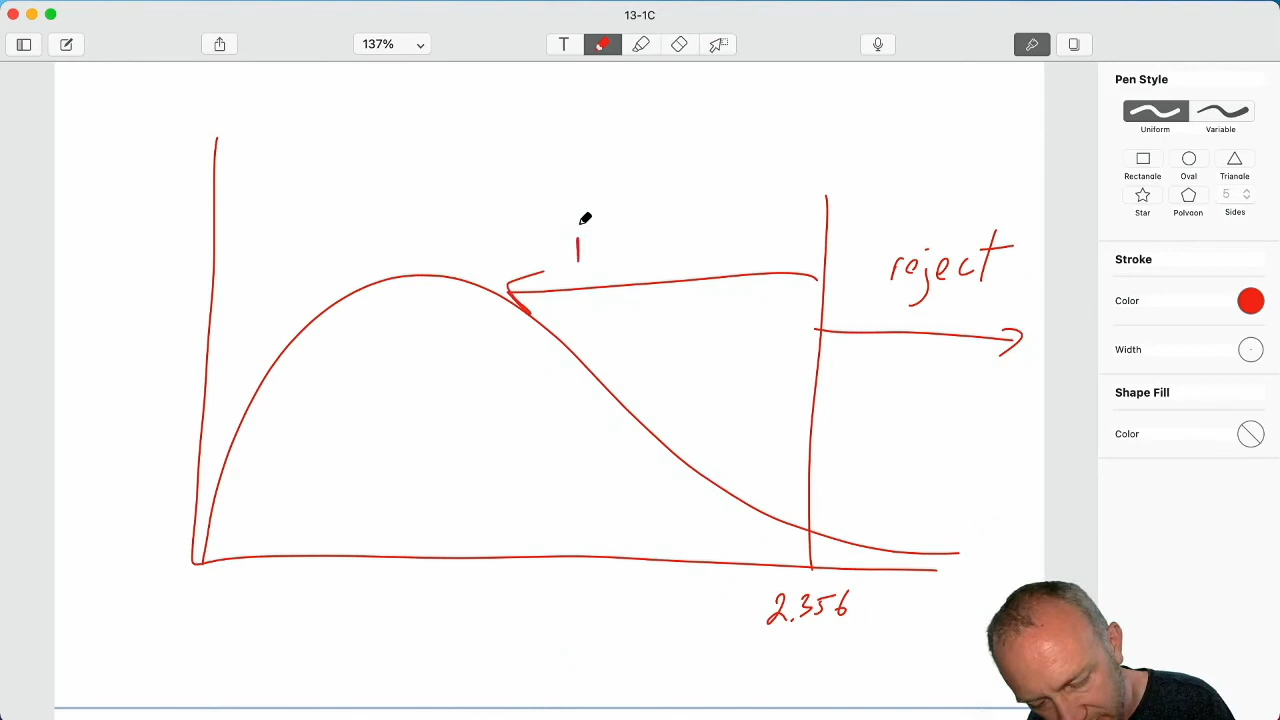 13-1C
137%
T
Pen Style
Uniform
Variable
Rectangle
Oval
Triangle
Star
Polygon
5
Sides
Stroke
Color
Width
Shape Fill
Color
reject
2.356